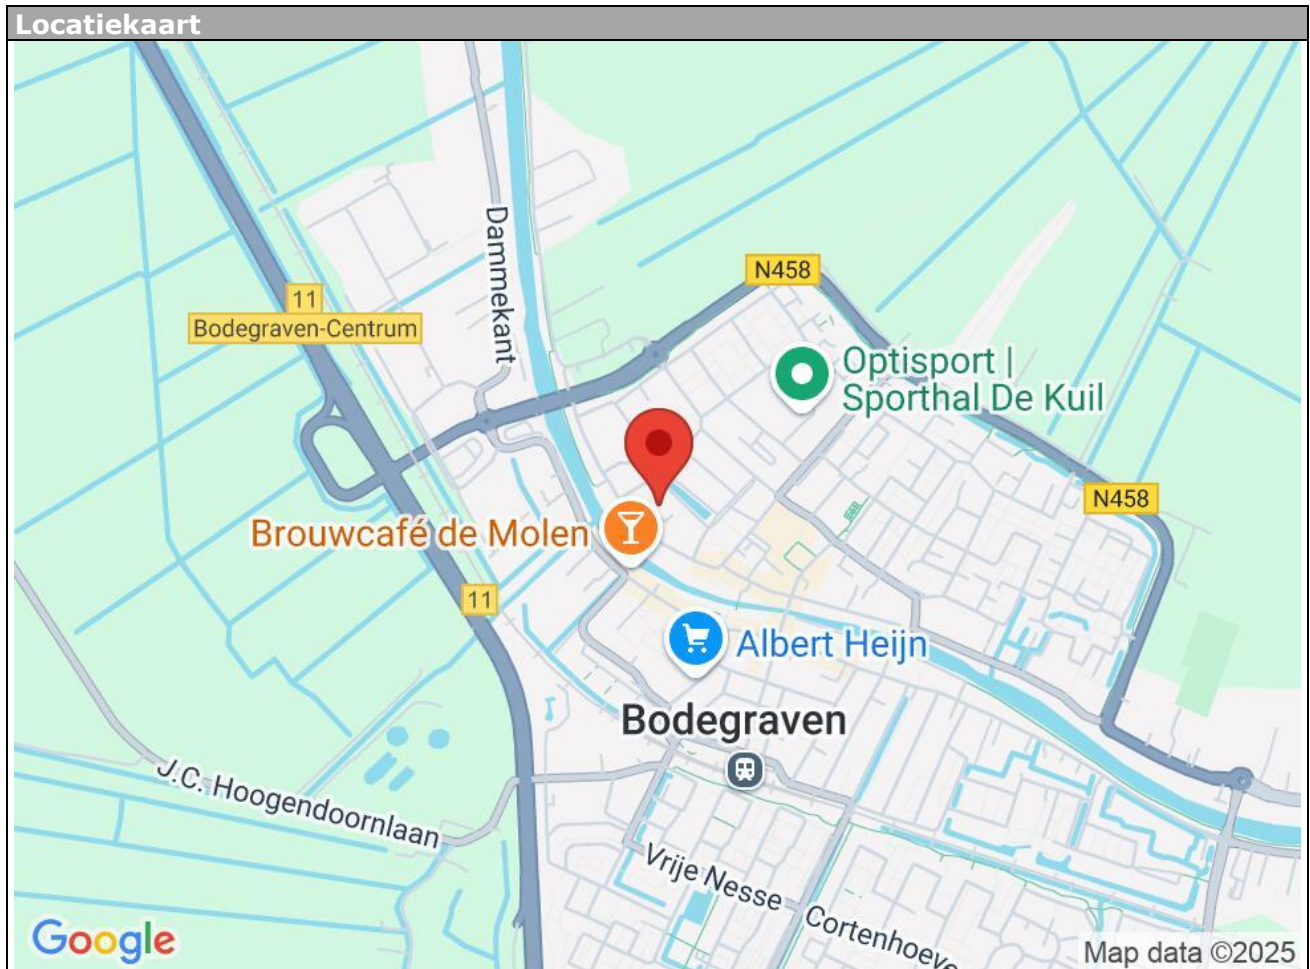 Locatiekaart
Dammekant
N458
11
Bodegraven-Centrum
Optisport |
Sporthal De Kuil
N458
Brouwcafé de Molen
11
Albert Heijn
Bodegraven
J.C. Hoogendoornlaan
Vrije Nesse
Cortenhoeve
Google
Map data ©2025